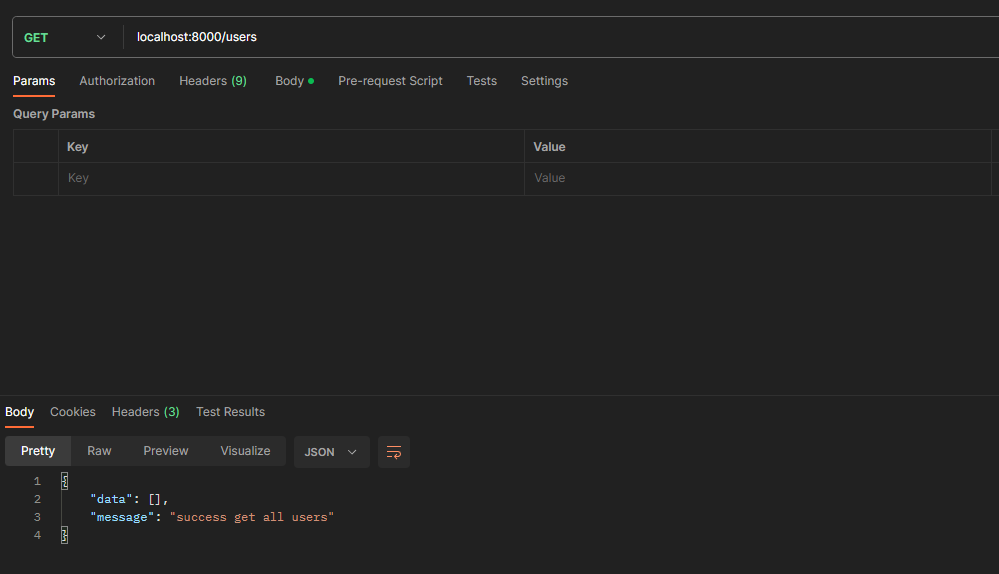 GET localhost:8000/users
Params Authorization Headers (9) Body Pre-request Script Tests Settings
Query Params
Key Value
Key Value
Body Cookies Headers (3) Test Results
Pretty Raw Preview Visualize JSON
1 {
2 "data": [],
3 "message": "success get all users"
4 }